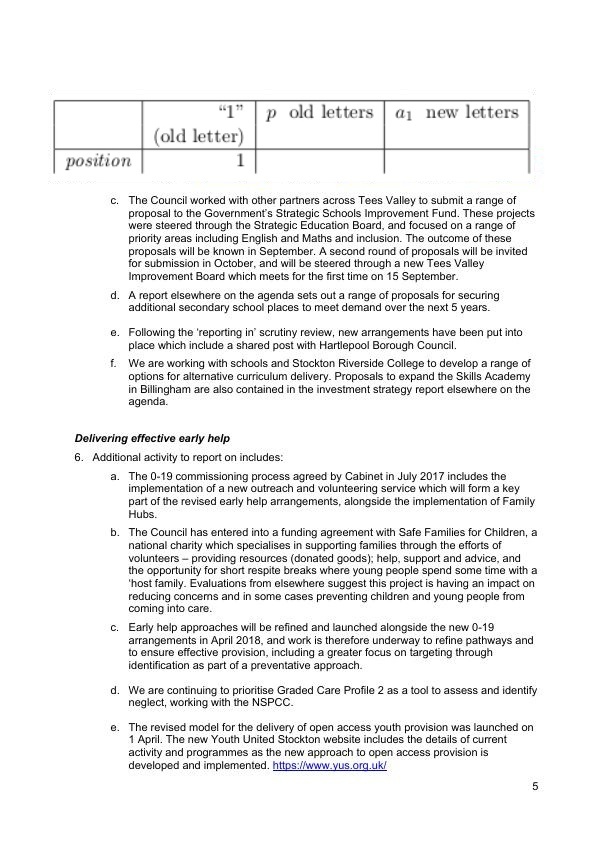 "1" p old letters a₁ new letters
(old letter)
position 1
c. The Council worked with other partners across Tees Valley to submit a range of
proposal to the Government's Strategic Schools Improvement Fund. These projects
were steered through the Strategic Education Board, and focused on a range of
priority areas including English and Maths and inclusion. The outcome of these
proposals will be known in September. A second round of proposals will be invited
for submission in October, and will be steered through a new Tees Valley
Improvement Board which meets for the first time on 15 September.
d. A report elsewhere on the agenda sets out a range of proposals for securing
additional secondary school places to meet demand over the next 5 years.
e. Following the 'reporting in' scrutiny review, new arrangements have been put into
place which include a shared post with Hartlepool Borough Council.
f. We are working with schools and Stockton Riverside College to develop a range of
options for alternative curriculum delivery. Proposals to expand the Skills Academy
in Billingham are also contained in the investment strategy report elsewhere on the
agenda.
Delivering effective early help
6. Additional activity to report on includes:
a. The 0-19 commissioning process agreed by Cabinet in July 2017 includes the
implementation of a new outreach and volunteering service which will form a key
part of the revised early help arrangements, alongside the implementation of Family
Hubs.
b. The Council has entered into a funding agreement with Safe Families for Children, a
national charity which specialises in supporting families through the efforts of
volunteers – providing resources (donated goods); help, support and advice, and
the opportunity for short respite breaks where young people spend some time with a
'host family. Evaluations from elsewhere suggest this project is having an impact on
reducing concerns and in some cases preventing children and young people from
coming into care.
c. Early help approaches will be refined and launched alongside the new 0-19
arrangements in April 2018, and work is therefore underway to refine pathways and
to ensure effective provision, including a greater focus on targeting through
identification as part of a preventative approach.
d. We are continuing to prioritise Graded Care Profile 2 as a tool to assess and identify
neglect, working with the NSPCC.
e. The revised model for the delivery of open access youth provision was launched on
1 April. The new Youth United Stockton website includes the details of current
activity and programmes as the new approach to open access provision is
developed and implemented. https://www.yus.org.uk/
5